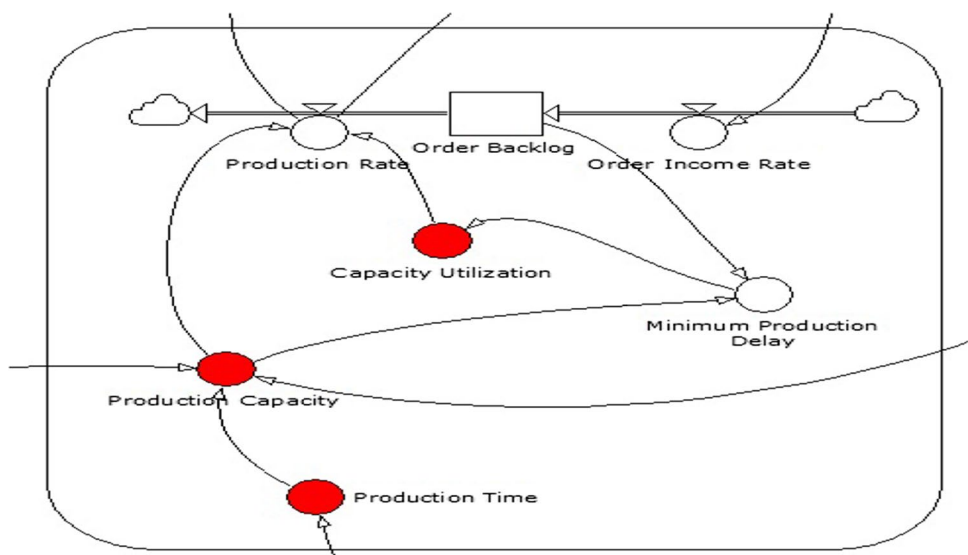 Order Backlog
Production Rate
Order Income Rate
Capacity Utilization
Minimum Production
Delay
Production Capacity
Production Time